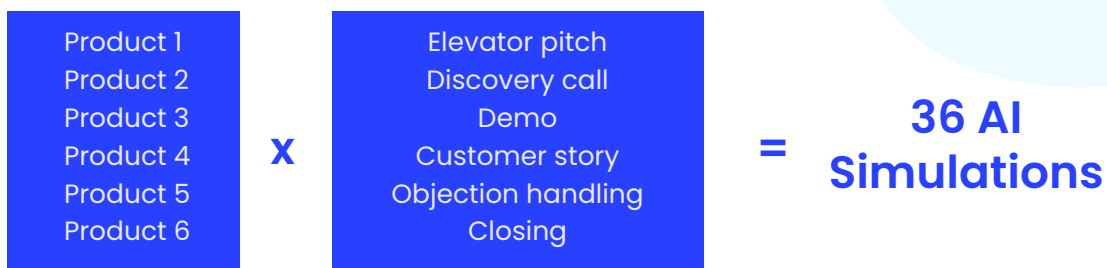 Product 1
Product 2
Product 3
Product 4
Product 5
Product 6
x
Elevator pitch
Discovery call
Demo
Customer story
Objection handling
Closing
=
36 AI
Simulations